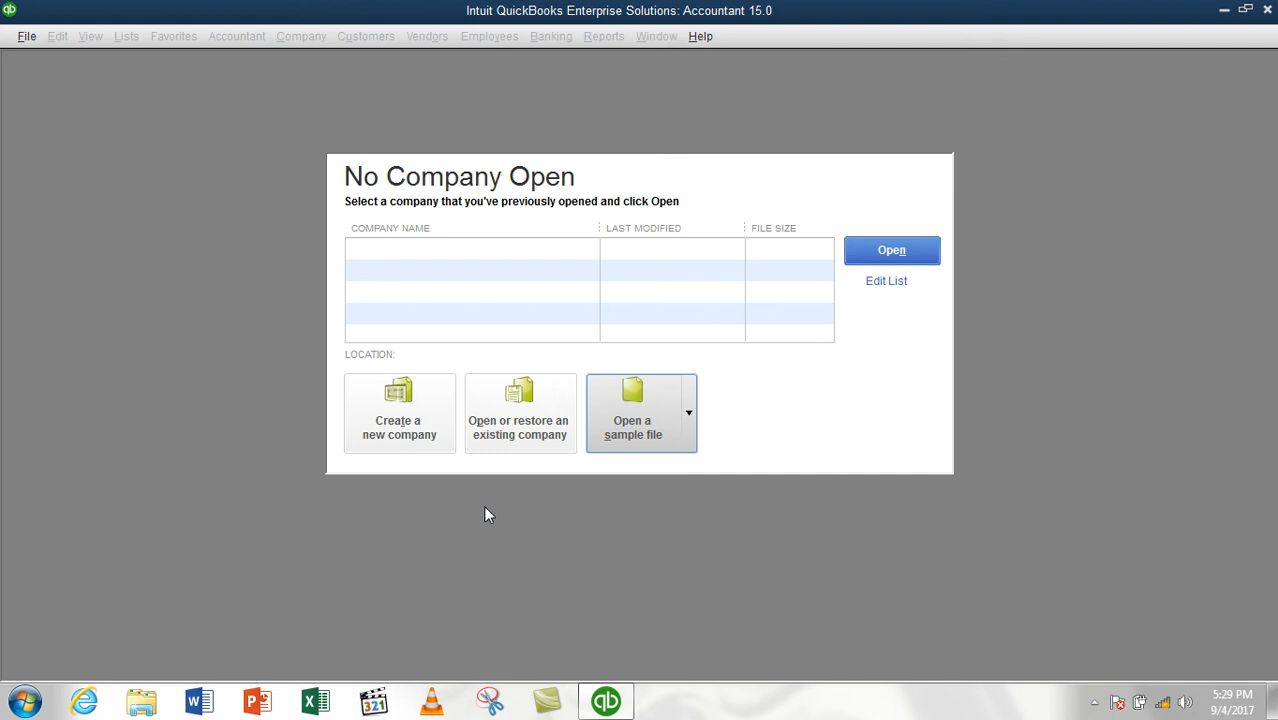 Intuit QuickBooks Enterprise Solutions: Accountant 15.0
File Edit View Lists Favorites Accountant Company Customers Vendors Employees Banking Reports Window Help
No Company Open
Select a company that you've previously opened and click Open
COMPANY NAME LAST MODIFIED FILE SIZE
Open
Edit List
LOCATION:
Create a
new company
Open or restore an
existing company
Open a
sample file
5:29 PM
9/4/2017
321
qb